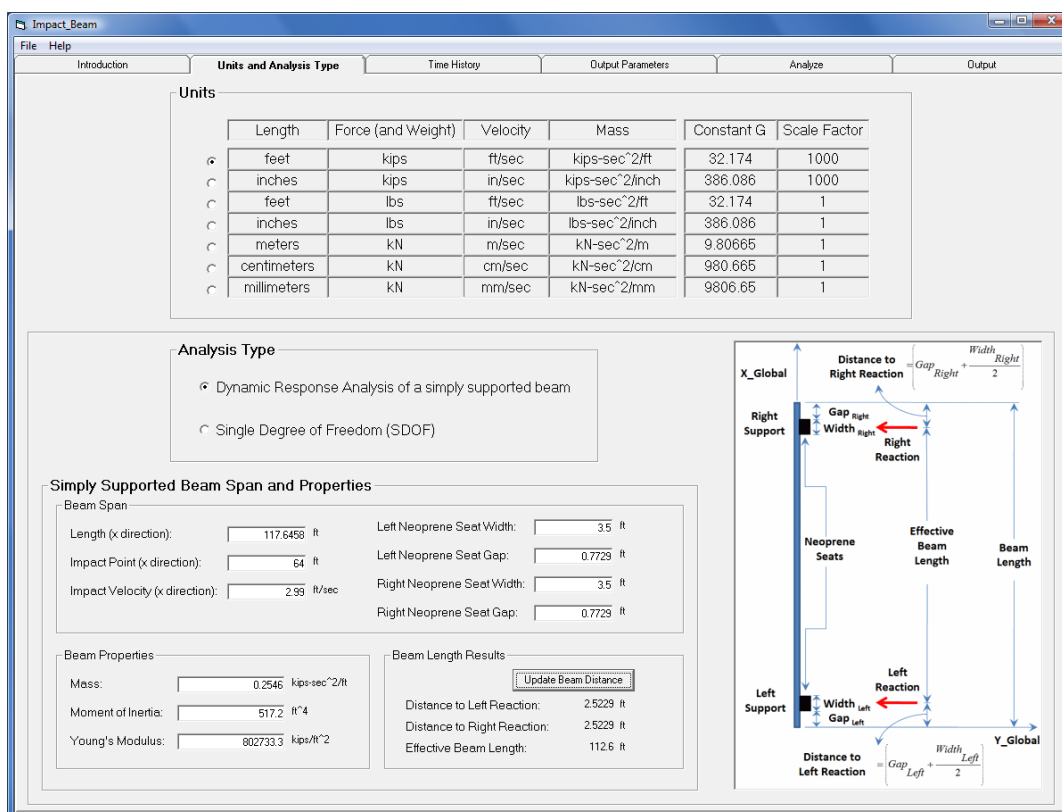 Impact_Beam
File Help
Introduction Units and Analysis Type Time History Output Parameters Analyze Output
Units
Length Force (and Weight) Velocity Mass Constant G Scale Factor
feet kips ft/sec kips-sec^2/ft 32.174 1000
inches kips in/sec kips-sec^2/inch 386.086 1000
feet lbs ft/sec lbs-sec^2/ft 32.174 1
inches lbs in/sec lbs-sec^2/inch 386.086 1
meters kN m/sec kN-sec^2/m 9.80665 1
centimeters kN cm/sec kN-sec^2/cm 980.665 1
millimeters kN mm/sec kN-sec^2/mm 9806.65 1
Analysis Type
Dynamic Response Analysis of a simply supported beam
Single Degree of Freedom (SDOF)
Simply Supported Beam Span and Properties
Beam Span
Length (x direction): 117.6458 ft
Impact Point (x direction): 64 ft
Impact Velocity (x direction): 2.99 ft/sec
Left Neoprene Seat Width: 3.5 ft
Left Neoprene Seat Gap: 0.7729 ft
Right Neoprene Seat Width: 3.5 ft
Right Neoprene Seat Gap: 0.7729 ft
Beam Properties
Mass: 0.2546 kips-sec^2/ft
Moment of Inertia: 517.2 ft^4
Young's Modulus: 802733.3 kips/ft^2
Beam Length Results
Update Beam Distance
Distance to Left Reaction: 2.5229 ft
Distance to Right Reaction: 2.5229 ft
Effective Beam Length: 112.6 ft
X_Global
Distance to
Right Reaction
= (Gap Right + Width Right / 2)
Right
Support
Gap Right
Width Right
Right
Reaction
Neoprene
Seats
Effective
Beam
Length
Beam
Length
Left
Reaction
Left
Support
Width Left
Gap Left
Y_Global
Distance to
Left Reaction
= (Gap Left + Width Left / 2)